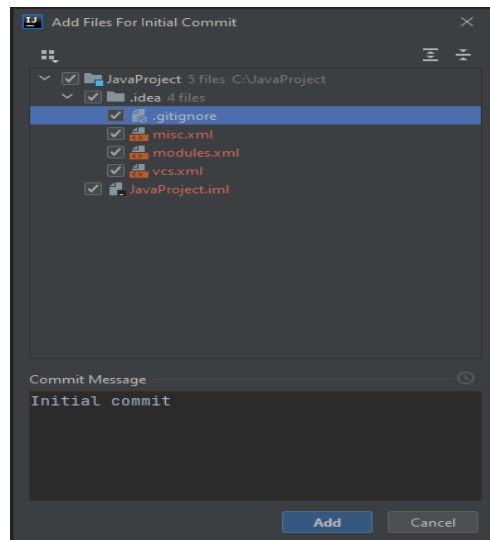 IJ Add Files For Initial Commit
JavaProject 5 files C:\JavaProject
.idea 4 files
.gitignore
misc.xml
modules.xml
vcs.xml
JavaProject.iml
Commit Message
Initial commit
Add Cancel